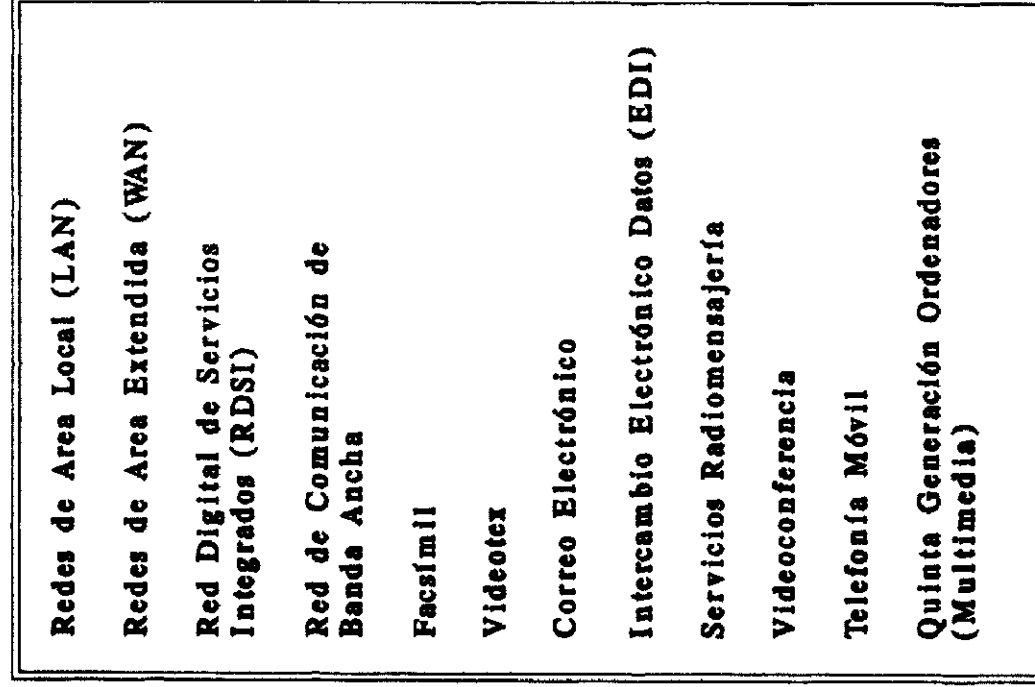 Redes de Area Local (LAN)
Redes de Area Extendida (WAN)
Red Digital de Servicios
Integrados (RDSI)
Red de Comunicación de
Banda Ancha
Facsímil
Videotex
Correo Electrónico
Intercambio Electrónico Datos (EDI)
Servicios Radiomensajería
Videoconferencia
Telefonía Móvil
Quinta Generación Ordenadores
(Multimedia)